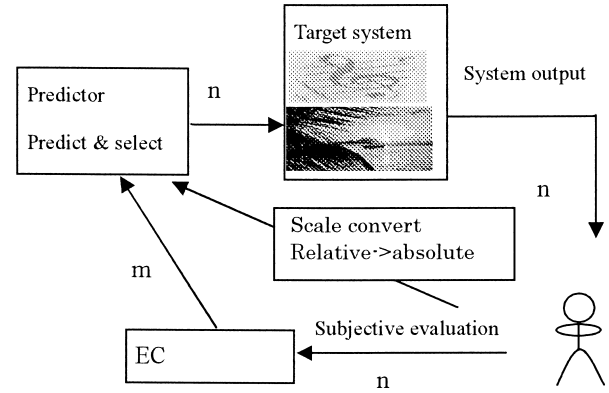 Target system
System output
n
Predictor
Predict & select
n
Scale convert
Relative->absolute
m
Subjective evaluation
EC
n